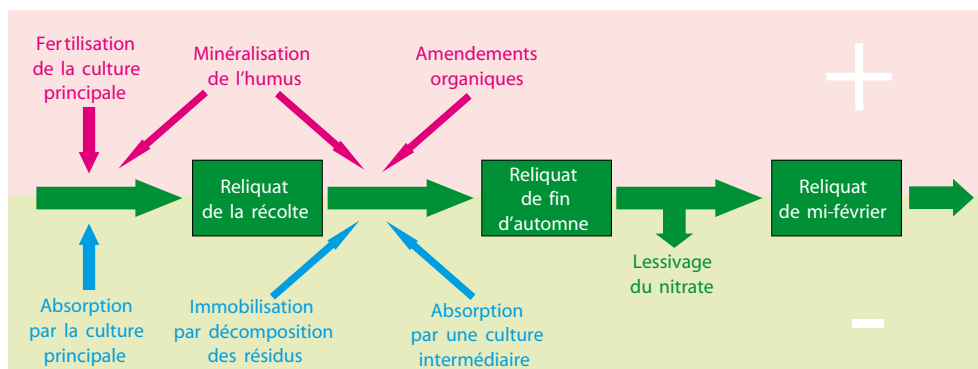 Fertilisation
de la culture
principale
Minéralisation
de l'humus
Amendements
organiques
+
Reliquat
de la récolte
Reliquat
de fin
d'automne
Reliquat
de mi-février
Lessivage
du nitrate
Absorption
par la culture
principale
Immobilisation
par décomposition
des résidus
Absorption
par une culture
intermédiaire
-